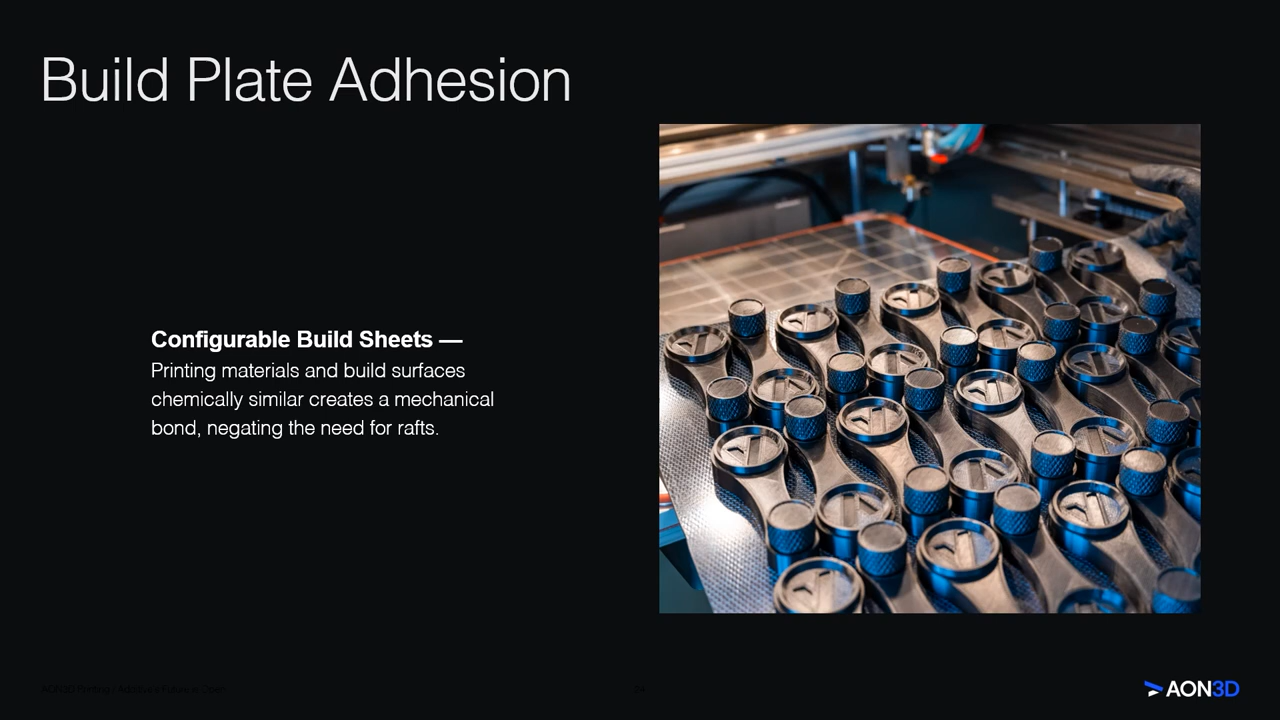 Build Plate Adhesion
Configurable Build Sheets —
Printing materials and build surfaces
chemically similar creates a mechanical
bond, negating the need for rafts.
24
AON3D